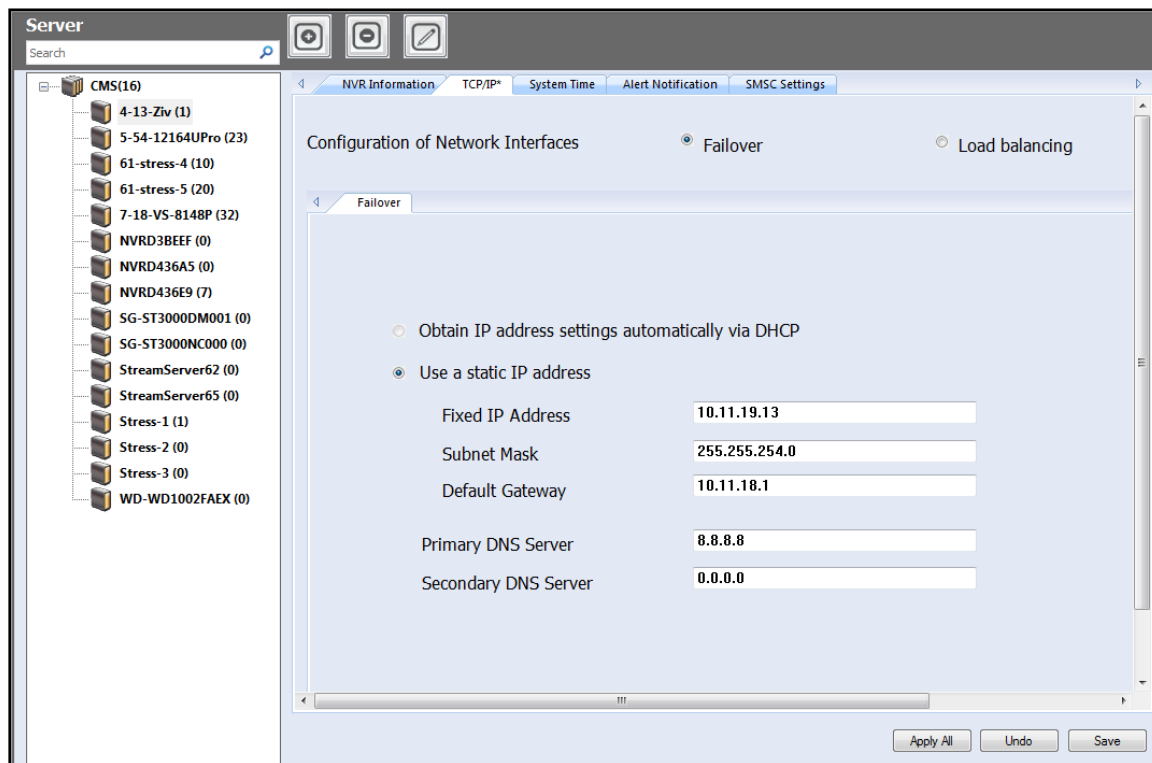 Server
Search
CMS(16)
4-13-Ziv (1)
5-54-12164UPro (23)
61-stress-4 (10)
61-stress-5 (20)
7-18-VS-8148P (32)
NVRD3BEEF (0)
NVRD436A5 (0)
NVRD436E9 (7)
SG-ST3000DM001 (0)
SG-ST3000NC000 (0)
StreamServer62 (0)
StreamServer65 (0)
Stress-1 (1)
Stress-2 (0)
Stress-3 (0)
WD-WD1002FAEX (0)
NVR Information TCP/IP* System Time Alert Notification SMSC Settings
Configuration of Network Interfaces Failover Load balancing
Failover
Obtain IP address settings automatically via DHCP
Use a static IP address
Fixed IP Address 10.11.19.13
Subnet Mask 255.255.254.0
Default Gateway 10.11.18.1
Primary DNS Server 8.8.8.8
Secondary DNS Server 0.0.0.0
Apply All Undo Save